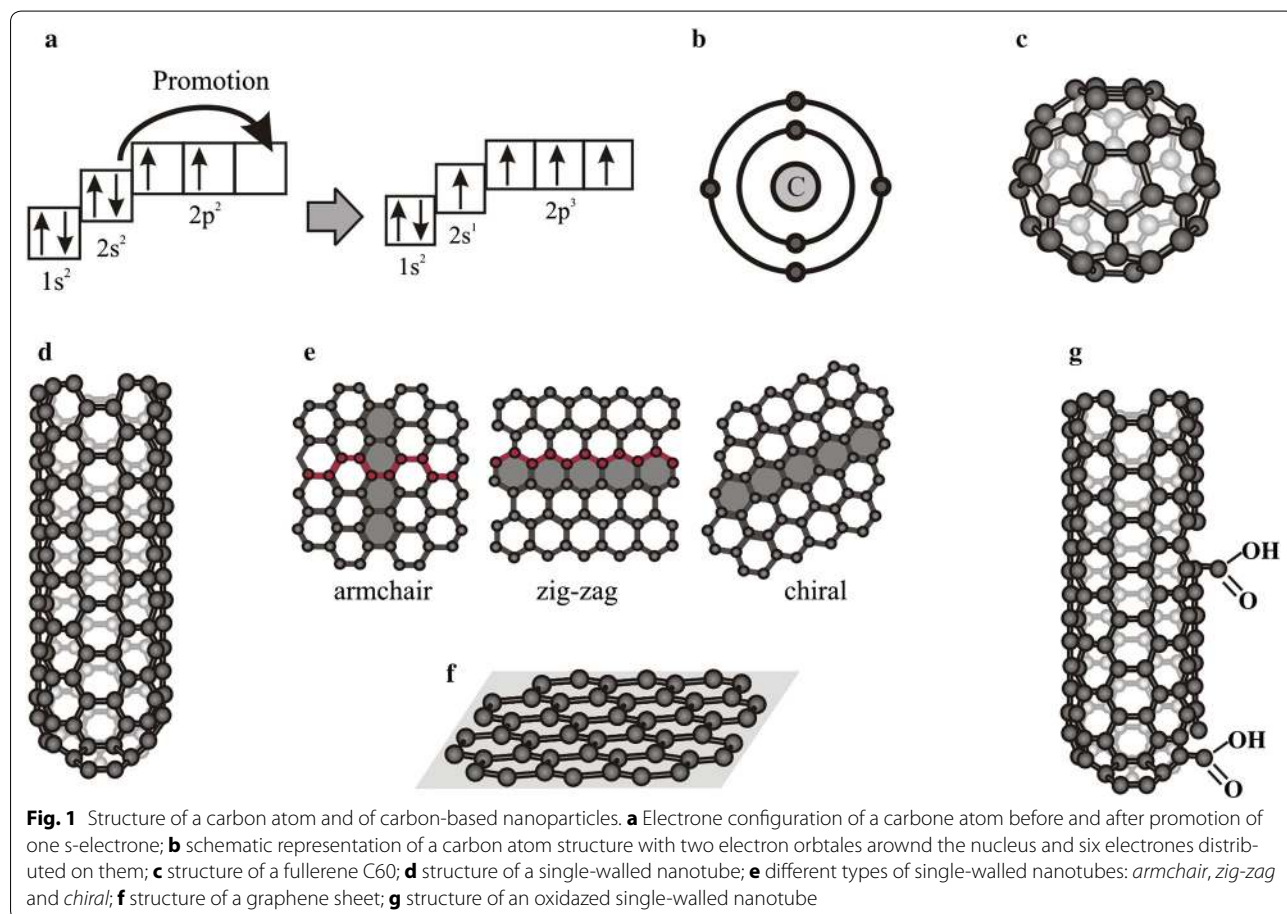 a
b
c
Promotion
1s²
2s²
2p²
1s²
2s¹
2p³
C
d
e
g
armchair
zig-zag
chiral
f
OH
O
OH
O
Fig. 1 Structure of a carbon atom and of carbon-based nanoparticles. a Electrone configuration of a carbone atom before and after promotion of
one s-electrone; b schematic representation of a carbon atom structure with two electron orbtales arownd the nucleus and six electrones distrib-
uted on them; c structure of a fullerene C60; d structure of a single-walled nanotube; e different types of single-walled nanotubes: armchair, zig-zag
and chiral; f structure of a graphene sheet; g structure of an oxidazed single-walled nanotube